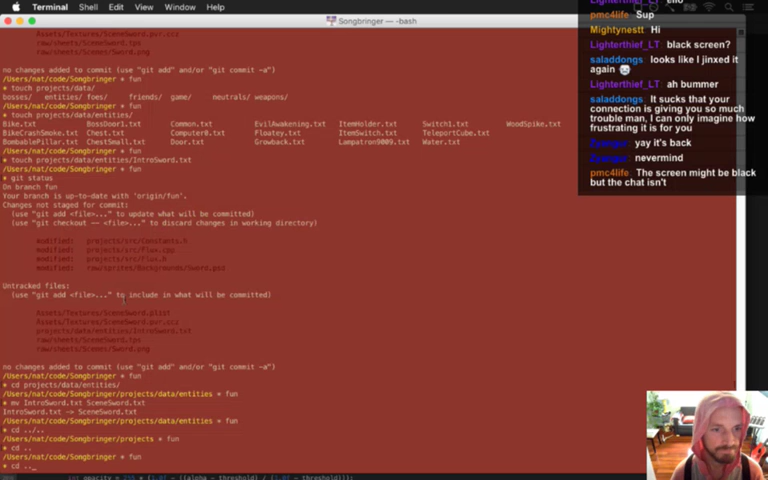 Terminal Shell Edit View Window Help
Songbringer — -bash
Assets/Textures/SceneSword.pvr.ccz
raw/sheets/SceneSword.tps
raw/sheets/Scenes/Sword.png
no changes added to commit (use "git add" and/or "git commit -a")
/Users/nat/code/Songbringer * fun
* touch projects/data/
bosses/ entities/ foes/ friends/ game/ neutrals/ weapons/
/Users/nat/code/Songbringer * fun
* touch projects/data/entities/
Bike.txt BossDoor1.txt Common.txt EvilAwakening.txt ItemHolder.txt Switch1.txt WoodSpike.txt
BikeCrashSmoke.txt Chest.txt Computer0.txt Floatey.txt ItemSwitch.txt TeleportCube.txt
BombablePillar.txt ChestSmall.txt Door.txt Growback.txt Lampatron9009.txt Water.txt
/Users/nat/code/Songbringer * fun
* touch projects/data/entities/IntroSword.txt
/Users/nat/code/Songbringer * fun
* git status
On branch fun
Your branch is up-to-date with 'origin/fun'.
Changes not staged for commit:
(use "git add <file>..." to update what will be committed)
(use "git checkout -- <file>..." to discard changes in working directory)
modified: projects/src/Constants.h
modified: projects/src/Flux.cpp
modified: projects/src/Flux.h
modified: raw/sprites/Backgrounds/Sword.psd
Untracked files:
(use "git add <file>..." to include in what will be committed)
Assets/Textures/SceneSword.plist
Assets/Textures/SceneSword.pvr.ccz
projects/data/entities/IntroSword.txt
raw/sheets/SceneSword.tps
raw/sheets/Scenes/Sword.png
no changes added to commit (use "git add" and/or "git commit -a")
/Users/nat/code/Songbringer * fun
* cd projects/data/entities/
/Users/nat/code/Songbringer/projects/data/entities * fun
* mv IntroSword.txt SceneSword.txt
IntroSword.txt -> SceneSword.txt
/Users/nat/code/Songbringer/projects/data/entities * fun
* cd ../..
/Users/nat/code/Songbringer/projects * fun
* cd ..
/Users/nat/code/Songbringer * fun
* cd .._
int opacity = 255 * (1.0f - ((alpha - threshold) / (1.0f - threshold)));
pmc4life Sup
Mightynestt Hi
Lighterthief_LT: black screen?
saladdongs: looks like I jinxed it
again
Lighterthief_LT: ah bummer
saladdongs: It sucks that your
connection is giving you so much
trouble man, I can only imagine how
frustrating it is for you
yay it's back
nevermind
pmc4life: The screen might be black
but the chat isn't